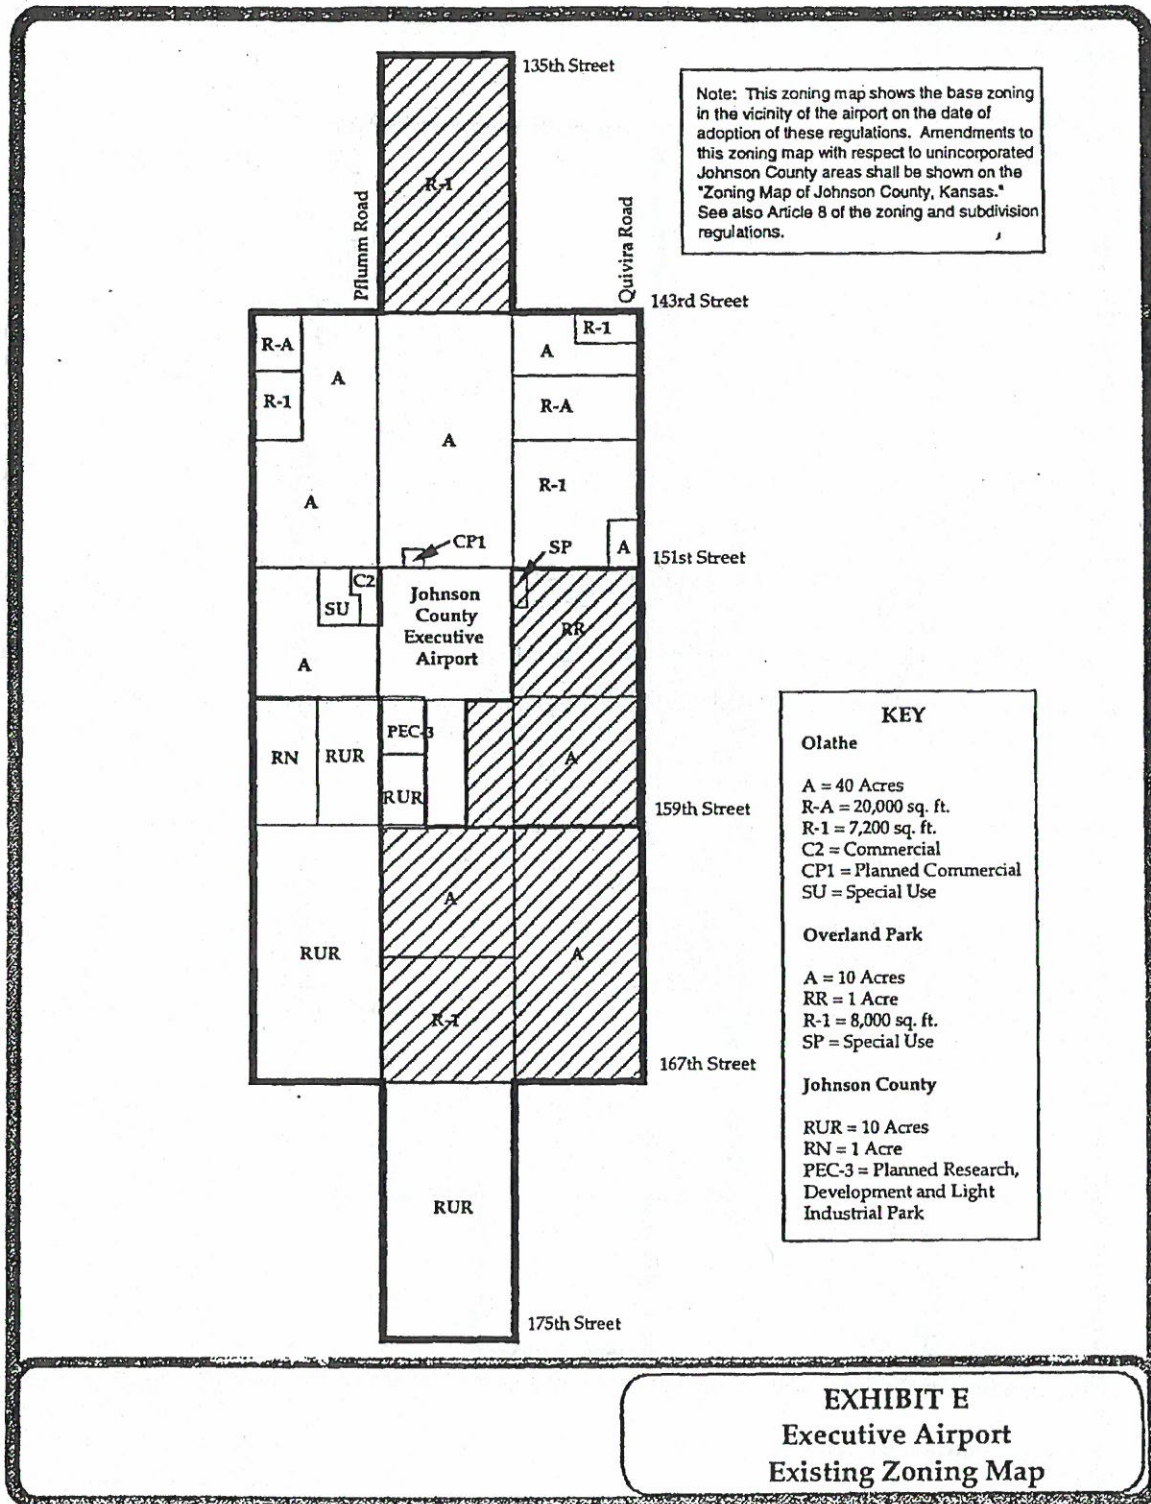 135th Street
Note: This zoning map shows the base zoning
in the vicinity of the airport on the date of
adoption of these regulations. Amendments to
this zoning map with respect to unincorporated
Johnson County areas shall be shown on the
"Zoning Map of Johnson County, Kansas."
See also Article 8 of the zoning and subdivision
regulations.
R-1
Pflumm Road
Quivira Road
143rd Street
R-1
R-A
A
A
R-1
R-A
A
R-1
A
CP1
SP
A
151st Street
C2
SU
Johnson
County
Executive
Airport
RR
A
PEC-3
RN
RUR
A
RUR
159th Street
A
RUR
A
R-1
167th Street
RUR
175th Street
KEY
Olathe
A = 40 Acres
R-A = 20,000 sq. ft.
R-1 = 7,200 sq. ft.
C2 = Commercial
CP1 = Planned Commercial
SU = Special Use
Overland Park
A = 10 Acres
RR = 1 Acre
R-1 = 8,000 sq. ft.
SP = Special Use
Johnson County
RUR = 10 Acres
RN = 1 Acre
PEC-3 = Planned Research,
Development and Light
Industrial Park
EXHIBIT E
Executive Airport
Existing Zoning Map